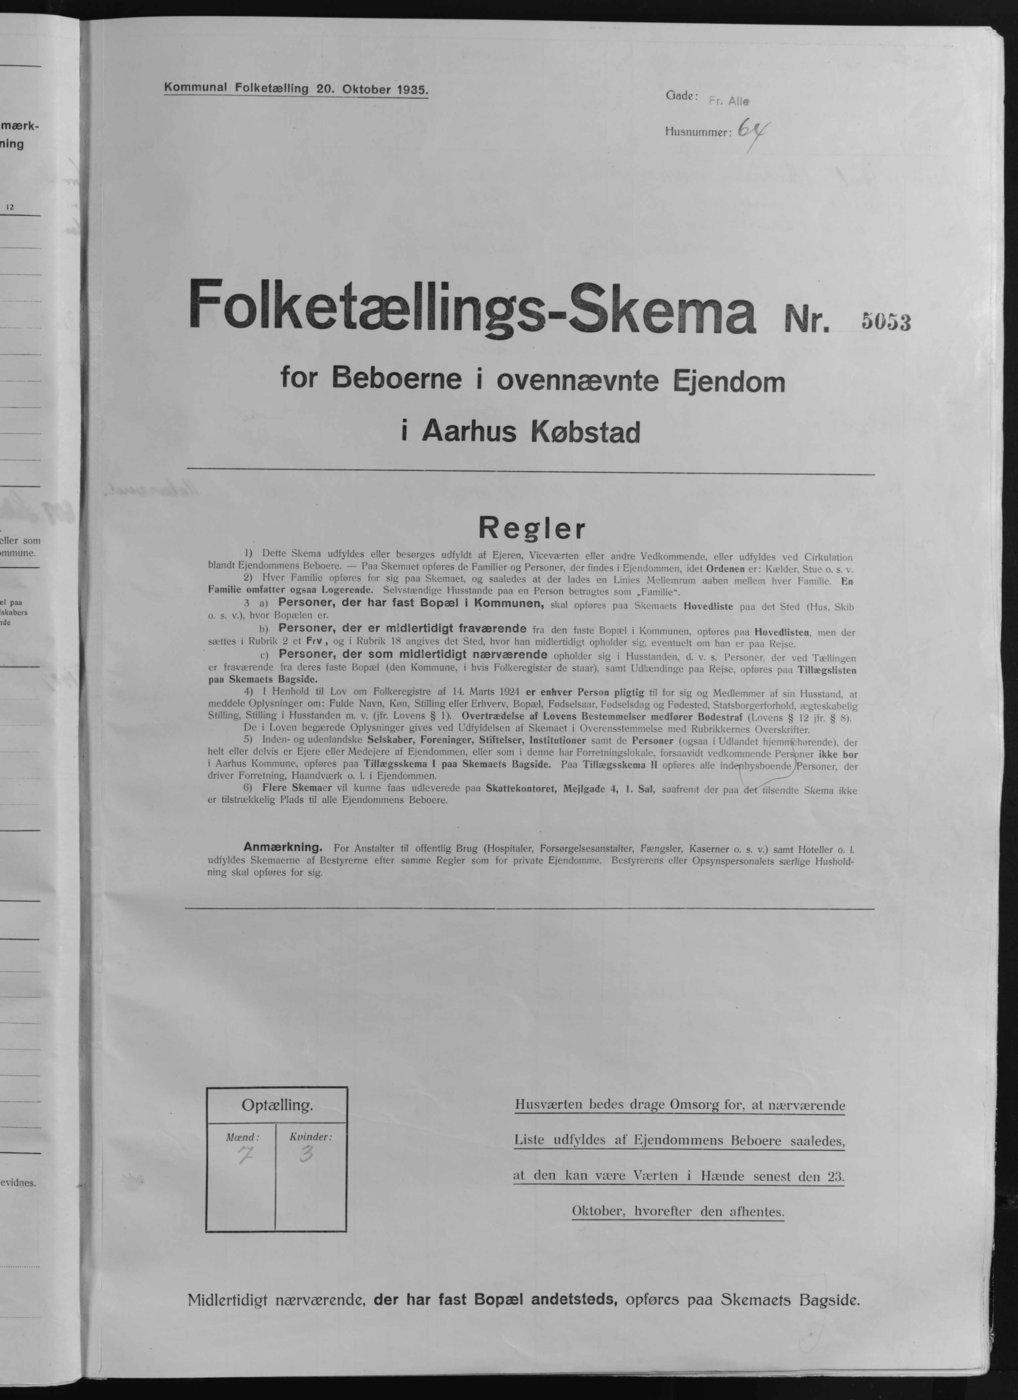 mærk-
ning
12
eller som
ommune.
el paa
lskabers
nde
evidnes.
Kommunal Folketælling 20. Oktober 1935.
Gade: Fr. Alle
Husnummer: 64
Folketællings-Skema Nr. 5053
for Beboerne i ovennævnte Ejendom
i Aarhus Købstad
Regler
1) Dette Skema udfyldes eller besørges udfyldt af Ejeren, Viceværten eller andre Vedkommende, eller udfyldes ved Cirkulation
blandt Ejendommens Beboere. — Paa Skemaet opføres de Familier og Personer, der findes i Ejendommen, idet Ordenen er: Kælder, Stue o. s. v.
2) Hver Familie opføres for sig paa Skemaet, og saaledes at der lades en Linies Mellemrum aaben mellem hver Familie. En
Familie omfatter ogsaa Logerende. Selvstændige Husstande paa en Person betragtes som „Familie“.
3 a) Personer, der har fast Bopæl i Kommunen, skal opføres paa Skemaets Hovedliste paa det Sted (Hus, Skib
o. s. v.), hvor Bopælen er.
b) Personer, der er midlertidigt fraværende fra den faste Bopæl i Kommunen, opføres paa Hovedlisten, men der
sættes i Rubrik 2 et Frv., og i Rubrik 18 angives det Sted, hvor han midlertidigt opholder sig, eventuelt om han er paa Rejse.
c) Personer, der som midlertidigt nærværende opholder sig i Husstanden, d. v. s. Personer, der ved Tællingen
er fraværende fra deres faste Bopæl (den Kommune, i hvis Folkeregister de staar), samt Udlændinge paa Rejse, opføres paa Tillægslisten
paa Skemaets Bagside.
4) I Henhold til Lov om Folkeregistre af 14. Marts 1924 er enhver Person pligtig til for sig og Medlemmer af sin Husstand, at
meddele Oplysninger om: Fulde Navn, Køn, Stilling eller Erhverv, Bopæl, Fødselsaar, Fødselsdag og Fødested, Statsborgerforhold, ægteskabelig
Stilling, Stilling i Husstanden m. v. (jfr. Lovens § 1). Overtrædelse af Lovens Bestemmelser medfører Bødestraf (Lovens § 12 jfr. § 8).
De i Loven begærede Oplysninger gives ved Udfyldelsen af Skemaet i Overensstemmelse med Rubrikkernes Overskrifter.
5) Inden- og udenlandske Selskaber, Foreninger, Stiftelser, Institutioner samt de Personer (ogsaa i Udlandet hjemmehørende), der
helt eller delvis er Ejere eller Medejere af Ejendommen, eller som i denne har Forretningslokale, forsaavidt vedkommende Personer ikke bor
i Aarhus Kommune, opføres paa Tillægsskema I paa Skemaets Bagside. Paa Tillægsskema II opføres alle indenbysboende Personer, der
driver Forretning, Haandværk o. l. i Ejendommen.
6) Flere Skemaer vil kunne faas udleverede paa Skattekontoret, Mejlgade 4, 1. Sal, saafremt der paa det tilsendte Skema ikke
er tilstrækkelig Plads til alle Ejendommens Beboere.
Anmærkning. For Anstalter til offentlig Brug (Hospitaler, Forsørgelsesanstalter, Fængsler, Kaserner o. s. v.) samt Hoteller o. l.
udfyldes Skemaerne af Bestyrerne efter samme Regler som for private Ejendomme. Bestyrerens eller Opsynspersonalets særlige Hushold-
ning skal opføres for sig.
Optælling.
Mænd: Kvinder:
7 3
Husværten bedes drage Omsorg for, at nærværende
Liste udfyldes af Ejendommens Beboere saaledes,
at den kan være Værten i Hænde senest den 23.
Oktober, hvorefter den afhentes.
Midlertidigt nærværende, der har fast Bopæl andetsteds, opføres paa Skemaets Bagside.